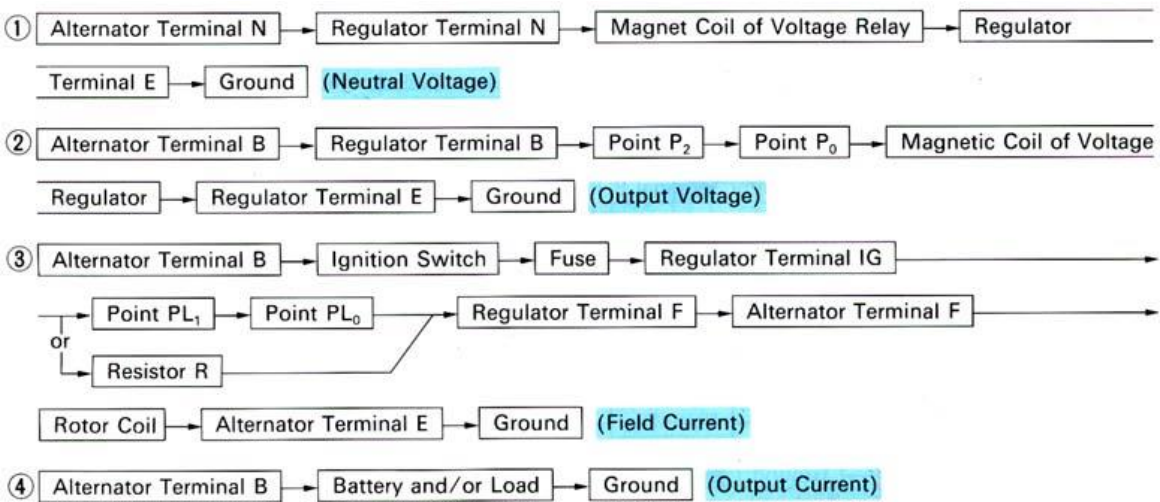 ① Alternator Terminal N Regulator Terminal N Magnet Coil of Voltage Relay Regulator
Terminal E Ground (Neutral Voltage)
② Alternator Terminal B Regulator Terminal B Point P₂ Point P₀ Magnetic Coil of Voltage
Regulator Regulator Terminal E Ground (Output Voltage)
③ Alternator Terminal B Ignition Switch Fuse Regulator Terminal IG
Point PL₁ Point PL₀ Regulator Terminal F Alternator Terminal F
or
Resistor R
Rotor Coil Alternator Terminal E Ground (Field Current)
④ Alternator Terminal B Battery and/or Load Ground (Output Current)